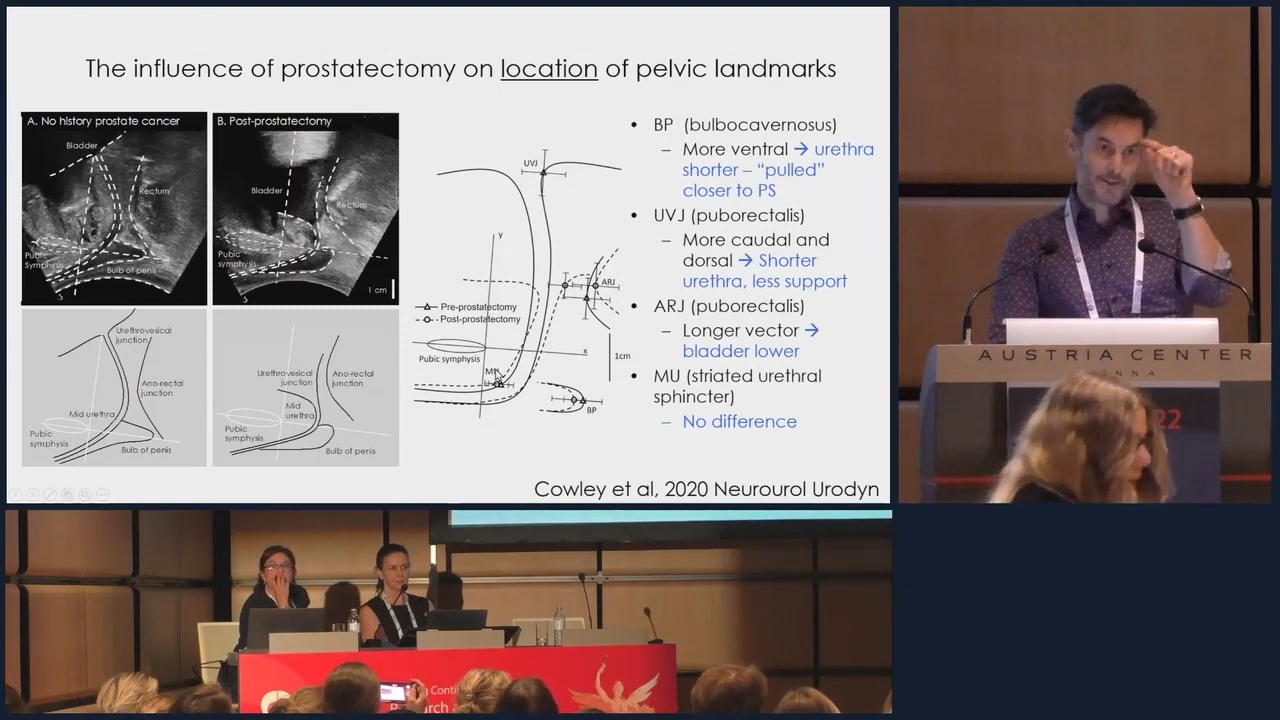 The influence of prostatectomy on location of pelvic landmarks
A. No history prostate cancer
Bladder
Rectum
Pubic
symphysis
Bulb of penis
B. Post-prostatectomy
Bladder
Rectum
Pubic
symphysis
Bulb of penis
1 cm
Urethrovesical
junction
Ano-rectal
junction
Mid urethra
Pubic
symphysis
Bulb of penis
Urethrovesical
junction
Ano-rectal
junction
Mid
urethra
Pubic
symphysis
Bulb of penis
UVJ
y
ARJ
Pre-prostatectomy
Post-prostatectomy
Pubic symphysis
x
1cm
MU
BP
• BP (bulbocavernosus)
– More ventral → urethra
shorter – “pulled”
closer to PS
• UVJ (puborectalis)
– More caudal and
dorsal → Shorter
urethra, less support
• ARJ (puborectalis)
– Longer vector →
bladder lower
• MU (striated urethral
sphincter)
– No difference
Cowley et al, 2020 Neurourol Urodyn
AUSTRIA CENTER
22